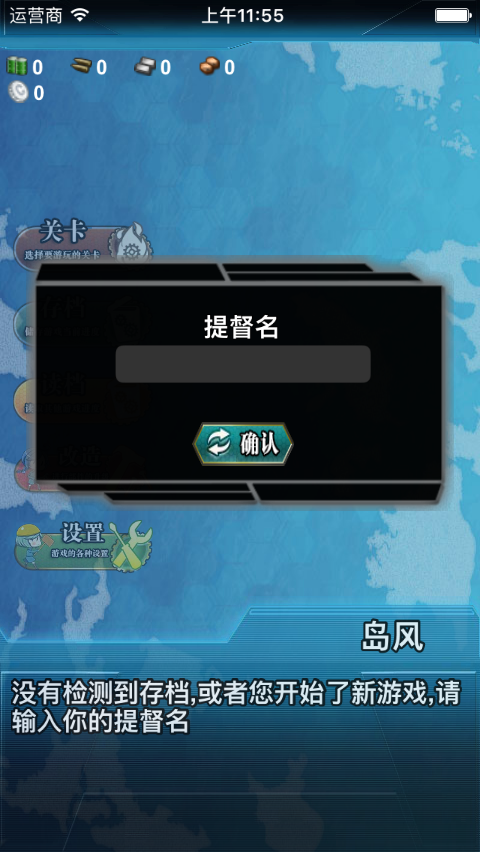 运营商
上午11:55
0 0 0 0
0
关卡
选择要游玩的关卡
提督名
确认
设置
游戏的各种设置
岛风
没有检测到存档,或者您开始了新游戏,请
输入你的提督名